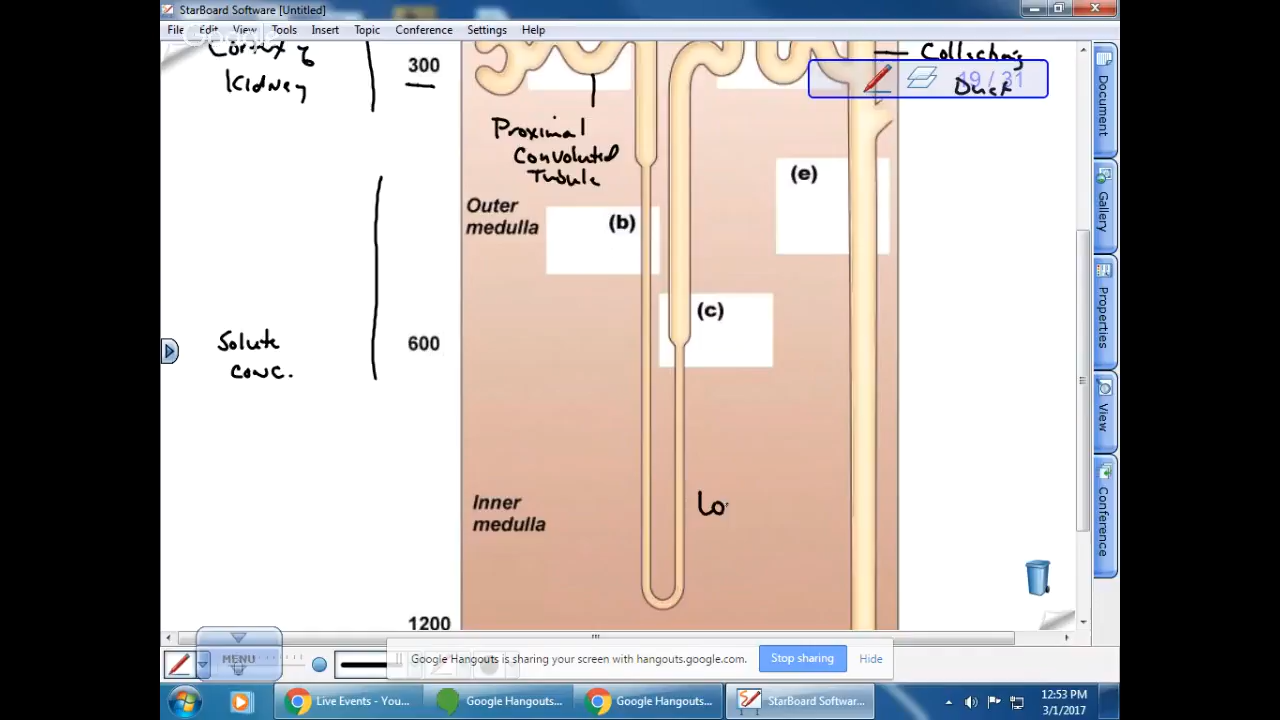 StarBoard Software [Untitled]
File Edit View Tools Insert Topic Conference Settings Help
Google
Cortex of
Kidney
300
Collecting
Duct
19 / 31
Proximal
Convoluted
Tubule
(e)
Outer
medulla
(b)
(c)
Solute
conc.
600
Inner
medulla
Lo
1200
Document
Gallery
Properties
View
Conference
MENU
Google Hangouts is sharing your screen with hangouts.google.com.
Stop sharing
Hide
Live Events - You...
Google Hangouts...
Google Hangouts...
StarBoard Softwar...
12:53 PM
3/1/2017